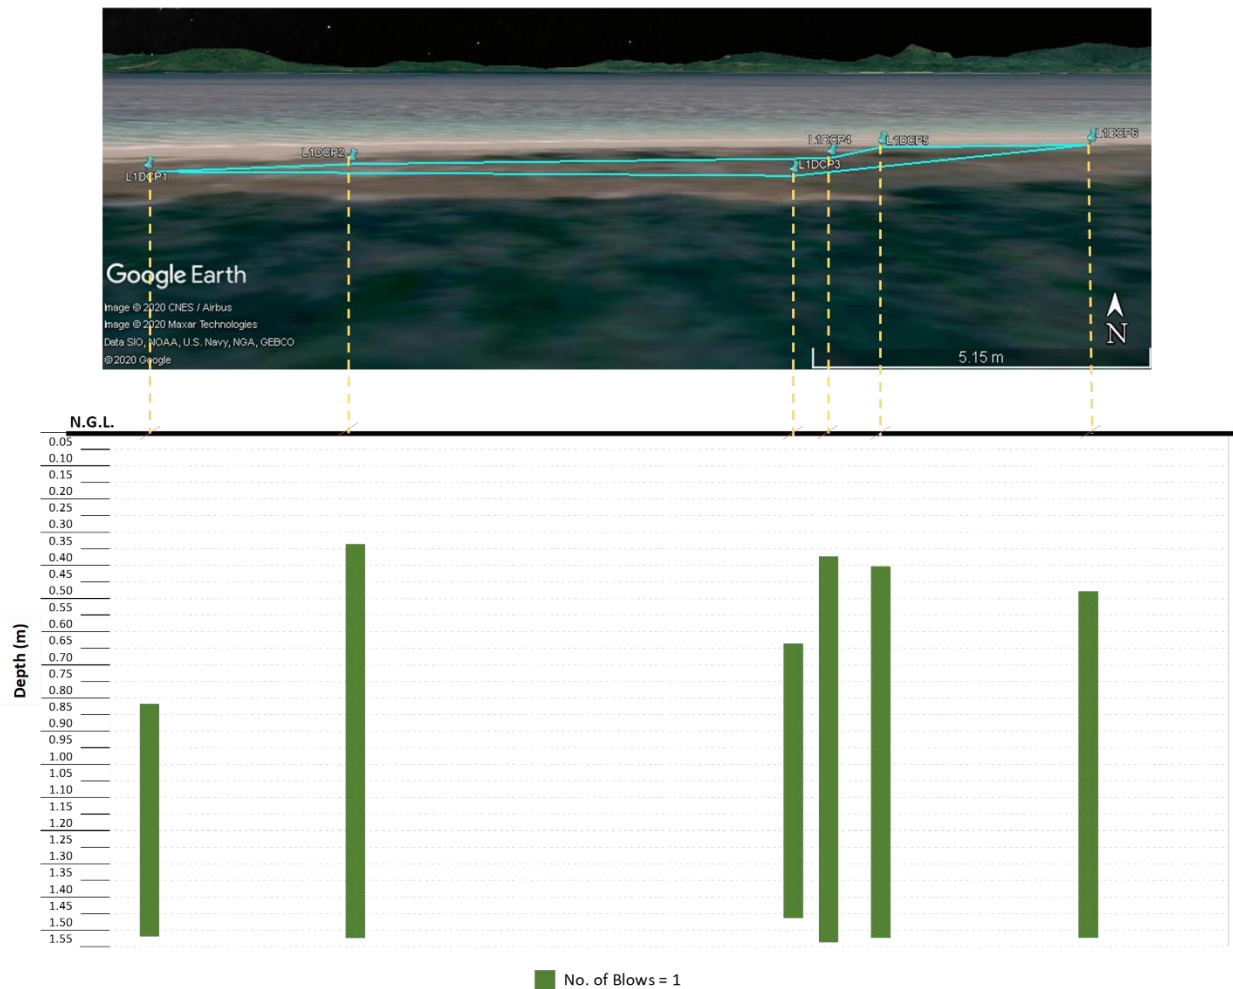 L1DCP1
L1DCP2
L1DCP3
L1DCP4
L1DCP5
L1DCP6
Google Earth
Image © 2020 CNES / Airbus
Image © 2020 Maxar Technologies
Data SIO, NOAA, U.S. Navy, NGA, GEBCO
© 2020 Google
N
5.15 m
N.G.L.
Depth (m)
0.05
0.10
0.15
0.20
0.25
0.30
0.35
0.40
0.45
0.50
0.55
0.60
0.65
0.70
0.75
0.80
0.85
0.90
0.95
1.00
1.05
1.10
1.15
1.20
1.25
1.30
1.35
1.40
1.45
1.50
1.55
No. of Blows = 1